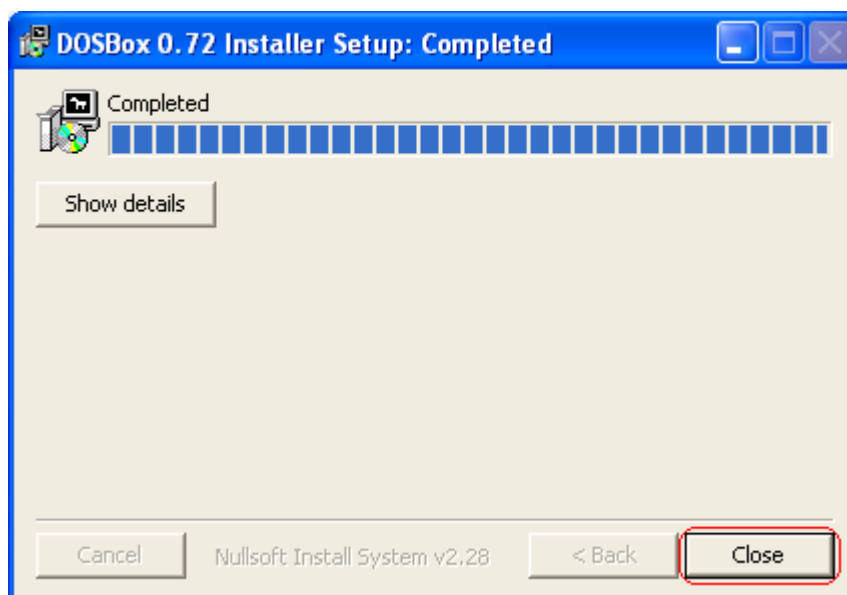 DOSBox 0.72 Installer Setup: Completed
Completed
Show details
Cancel Nullsoft Install System v2.28 < Back Close